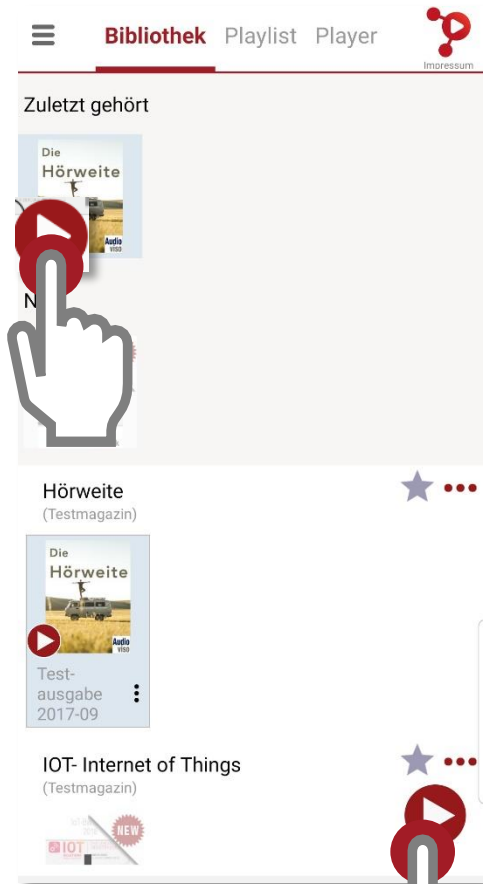 Bibliothek Playlist Player
Impressum
Zuletzt gehört
Die
Hörweite
Audio
viso
N
Hörweite
(Testmagazin)
Die
Hörweite
Audio
viso
Test-
ausgabe
2017-09
IOT- Internet of Things
(Testmagazin)
NEW
IOT